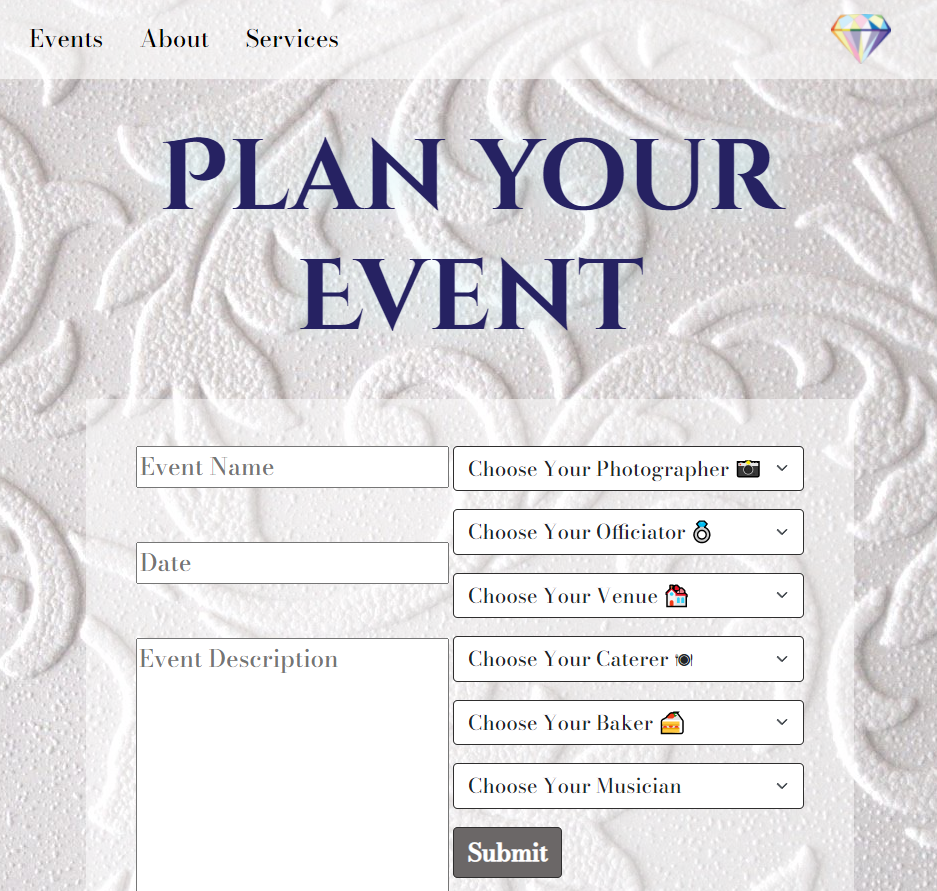 Events About Services
PLAN YOUR
EVENT
Event Name
Date
Event Description
Choose Your Photographer 📷
Choose Your Officiator 💍
Choose Your Venue 💒
Choose Your Caterer 🍽
Choose Your Baker 🍰
Choose Your Musician
Submit